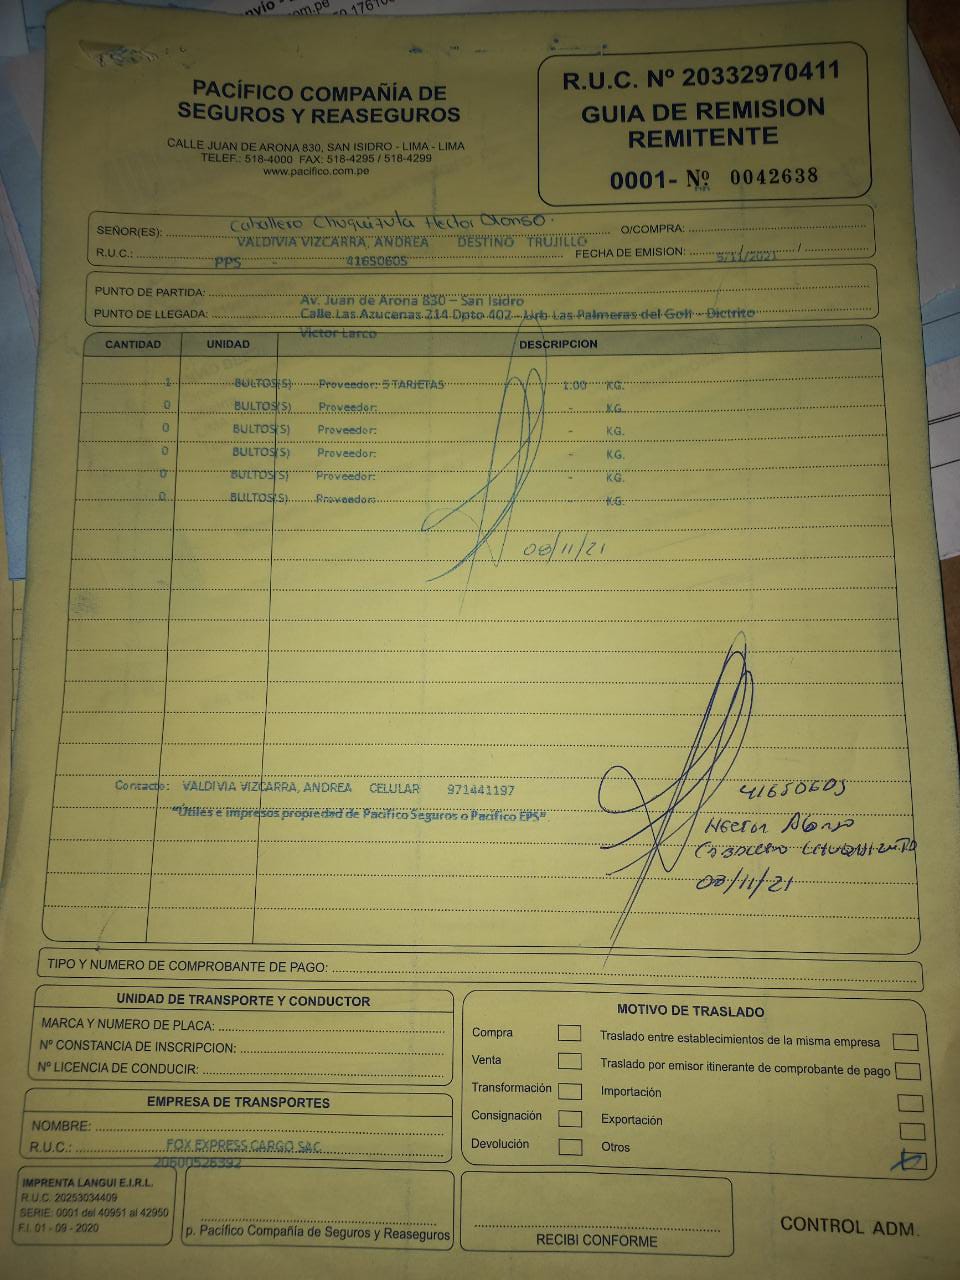 PACÍFICO COMPAÑÍA DE
SEGUROS Y REASEGUROS
CALLE JUAN DE ARONA 830, SAN ISIDRO - LIMA - LIMA
TELEF.: 518-4000 FAX: 518-4295 / 518-4299
www.pacifico.com.pe
R.U.C. Nº 20332970411
GUIA DE REMISION
REMITENTE
0001- Nº 0042638
SEÑOR(ES): Caballero Chuquizuta Hector Alonso. O/COMPRA:
VALDIVIA VIZCARRA, ANDREA DESTINO TRUJILLO
R.U.C.: PPS - 41650605 FECHA DE EMISION: 5/11/2021
PUNTO DE PARTIDA: Av. Juan de Arona 830 – San Isidro
PUNTO DE LLEGADA: Calle Las Azucenas 214 Dpto 402 - Urb Las Palmeras del Golf - Distrito
Victor Larco
CANTIDAD UNIDAD DESCRIPCION
1 BULTOS(S) Proveedor: 5 TARJETAS 1.00 KG.
0 BULTOS(S) Proveedor: - KG.
0 BULTOS(S) Proveedor: - KG.
0 BULTOS(S) Proveedor: - KG.
0 BULTOS(S) Proveedor: - KG.
0 BULTOS(S) Proveedor: - KG.
08/11/21
Contacto: VALDIVIA VIZCARRA, ANDREA CELULAR 971441197
"Útiles e impresos propiedad de Pacífico Seguros o Pacífico EPS".
41650605
Hector Alonso
Caballero Chuquizuta
08/11/21
TIPO Y NUMERO DE COMPROBANTE DE PAGO:
UNIDAD DE TRANSPORTE Y CONDUCTOR
MARCA Y NUMERO DE PLACA:
Nº CONSTANCIA DE INSCRIPCION:
Nº LICENCIA DE CONDUCIR:
EMPRESA DE TRANSPORTES
NOMBRE:
R.U.C.: FOX EXPRESS CARGO SAC
20600526392
MOTIVO DE TRASLADO
Compra
Venta
Transformación
Consignación
Devolución
Traslado entre establecimientos de la misma empresa
Traslado por emisor itinerante de comprobante de pago
Importación
Exportación
Otros
IMPRENTA LANGUI E.I.R.L.
R.U.C. 20253034409
SERIE: 0001 del 40951 al 42950
F.I. 01 - 09 - 2020
p. Pacífico Compañía de Seguros y Reaseguros
RECIBI CONFORME
CONTROL ADM.